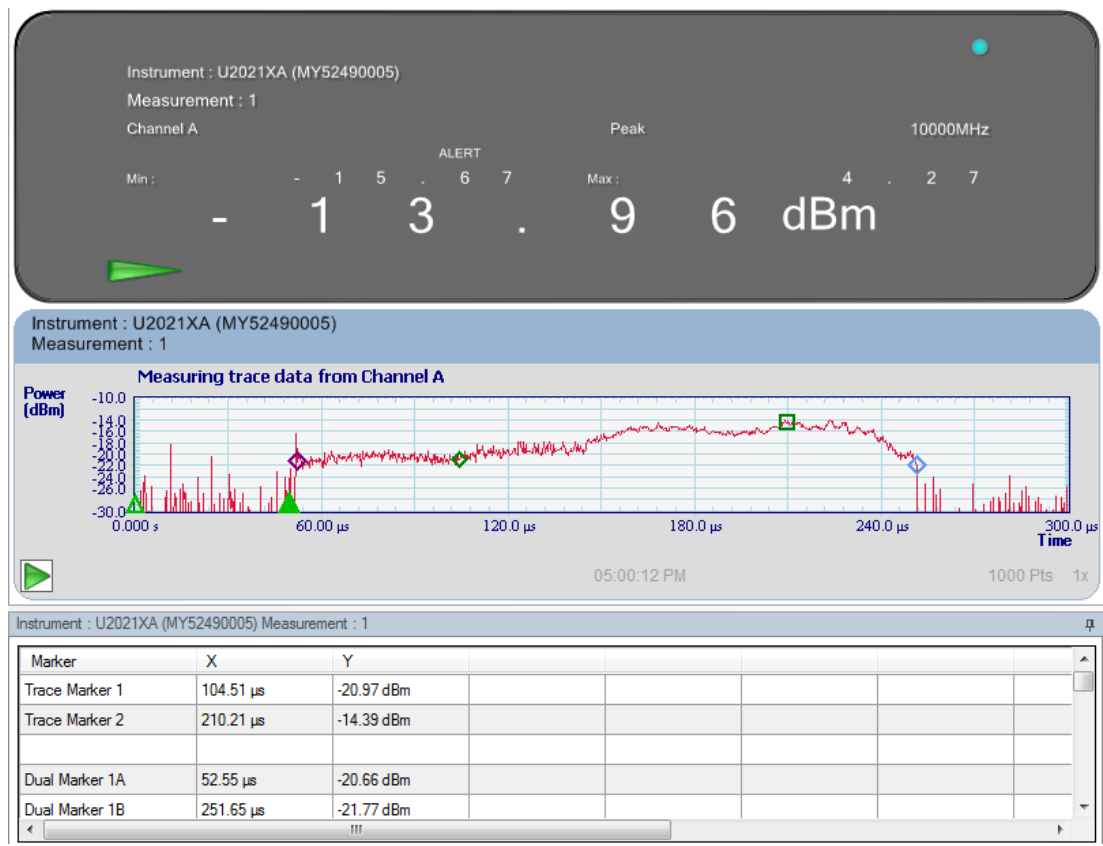 Instrument : U2021XA (MY52490005)
Measurement : 1
Channel A Peak 10000MHz
ALERT
Min : - 1 5 . 6 7 Max : 4 . 2 7
- 1 3 . 9 6 dBm
Instrument : U2021XA (MY52490005)
Measurement : 1
Measuring trace data from Channel A
Power
(dBm)
-10.0
-14.0
-16.0
-18.0
-20.0
-22.0
-24.0
-26.0
-30.0
0.000 s 60.00 µs 120.0 µs 180.0 µs 240.0 µs 300.0 µs
Time
05:00:12 PM 1000 Pts 1x
Instrument : U2021XA (MY52490005) Measurement : 1
Marker X Y
Trace Marker 1 104.51 µs -20.97 dBm
Trace Marker 2 210.21 µs -14.39 dBm
Dual Marker 1A 52.55 µs -20.66 dBm
Dual Marker 1B 251.65 µs -21.77 dBm